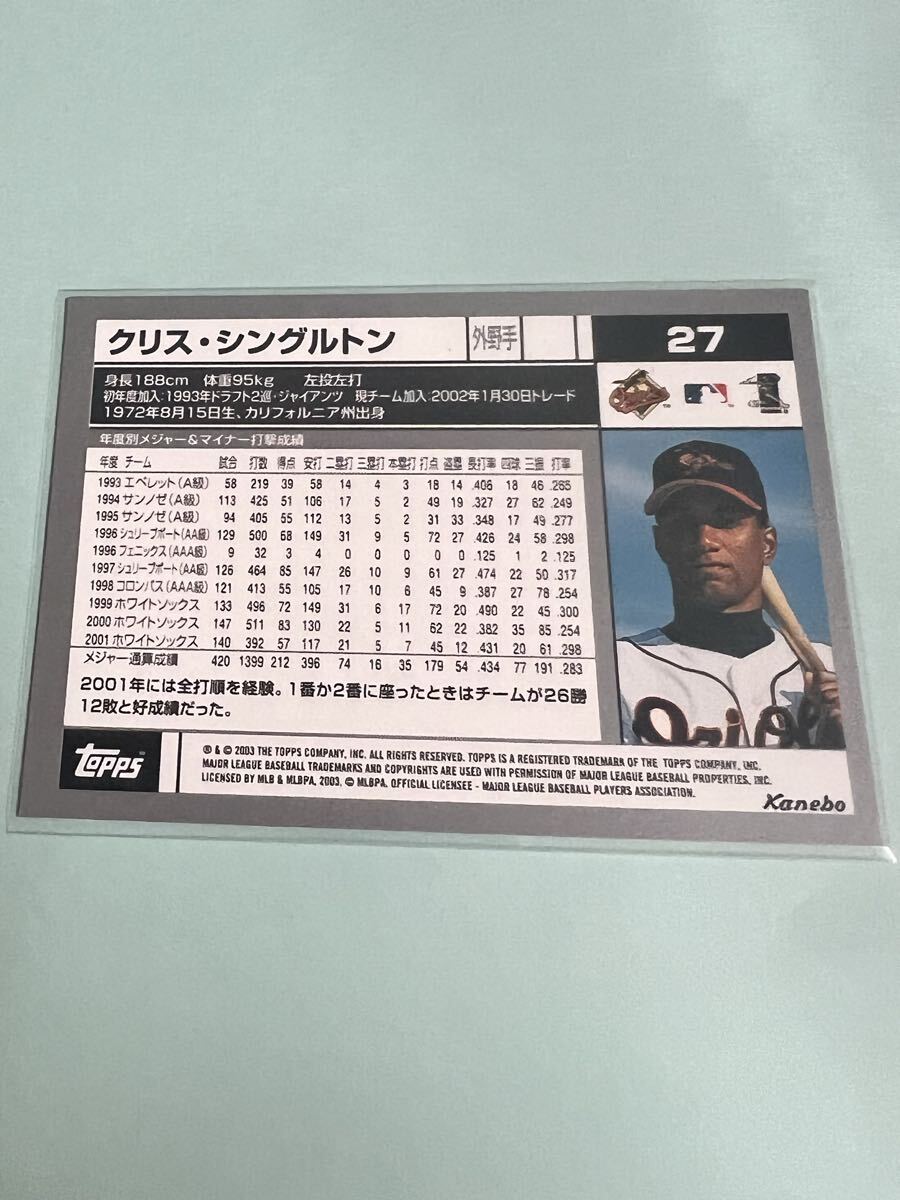 クリス・シングルトン 外野手 27
身長188cm 体重95kg 左投左打
初年度加入:1993年ドラフト2巡・ジャイアンツ 現チーム加入:2002年1月30日トレード
1972年8月15日生、カリフォルニア州出身
年度別メジャー&マイナー打撃成績
年度 チーム 試合 打数 得点 安打 二塁打 三塁打 本塁打 打点 盗塁 長打率 四球 三振 打率
1993 エベレット(A級) 58 219 39 58 14 4 3 18 14 .406 18 46 .265
1994 サンノゼ(A級) 113 425 51 106 17 5 2 49 19 .327 27 62 .249
1995 サンノゼ(A級) 94 405 55 112 13 5 2 31 33 .348 17 49 .277
1996 シュリーブポート(AA級) 129 500 68 149 31 9 5 72 27 .426 24 58 .298
1996 フェニックス(AAA級) 9 32 3 4 0 0 0 0 0 .125 1 2 .125
1997 シュリーブポート(AA級) 126 464 85 147 26 10 9 61 27 .474 22 50 .317
1998 コロンバス(AAA級) 121 413 55 105 17 10 6 45 9 .387 27 78 .254
1999 ホワイトソックス 133 496 72 149 31 6 17 72 20 .490 22 45 .300
2000 ホワイトソックス 147 511 83 130 22 5 11 62 22 .382 35 85 .254
2001 ホワイトソックス 140 392 57 117 21 5 7 45 12 .431 20 61 .298
メジャー通算成績 420 1399 212 396 74 16 35 179 54 .434 77 191 .283
2001年には全打順を経験。1番か2番に座ったときはチームが26勝
12敗と好成績だった。
topps
® & © 2003 THE TOPPS COMPANY, INC. ALL RIGHTS RESERVED. TOPPS IS A REGISTERED TRADEMARK OF THE TOPPS COMPANY, INC.
MAJOR LEAGUE BASEBALL TRADEMARKS AND COPYRIGHTS ARE USED WITH PERMISSION OF MAJOR LEAGUE BASEBALL PROPERTIES, INC.
LICENSED BY MLB & MLBPA, 2003, © MLBPA. OFFICIAL LICENSEE - MAJOR LEAGUE BASEBALL PLAYERS ASSOCIATION.
Kanebo